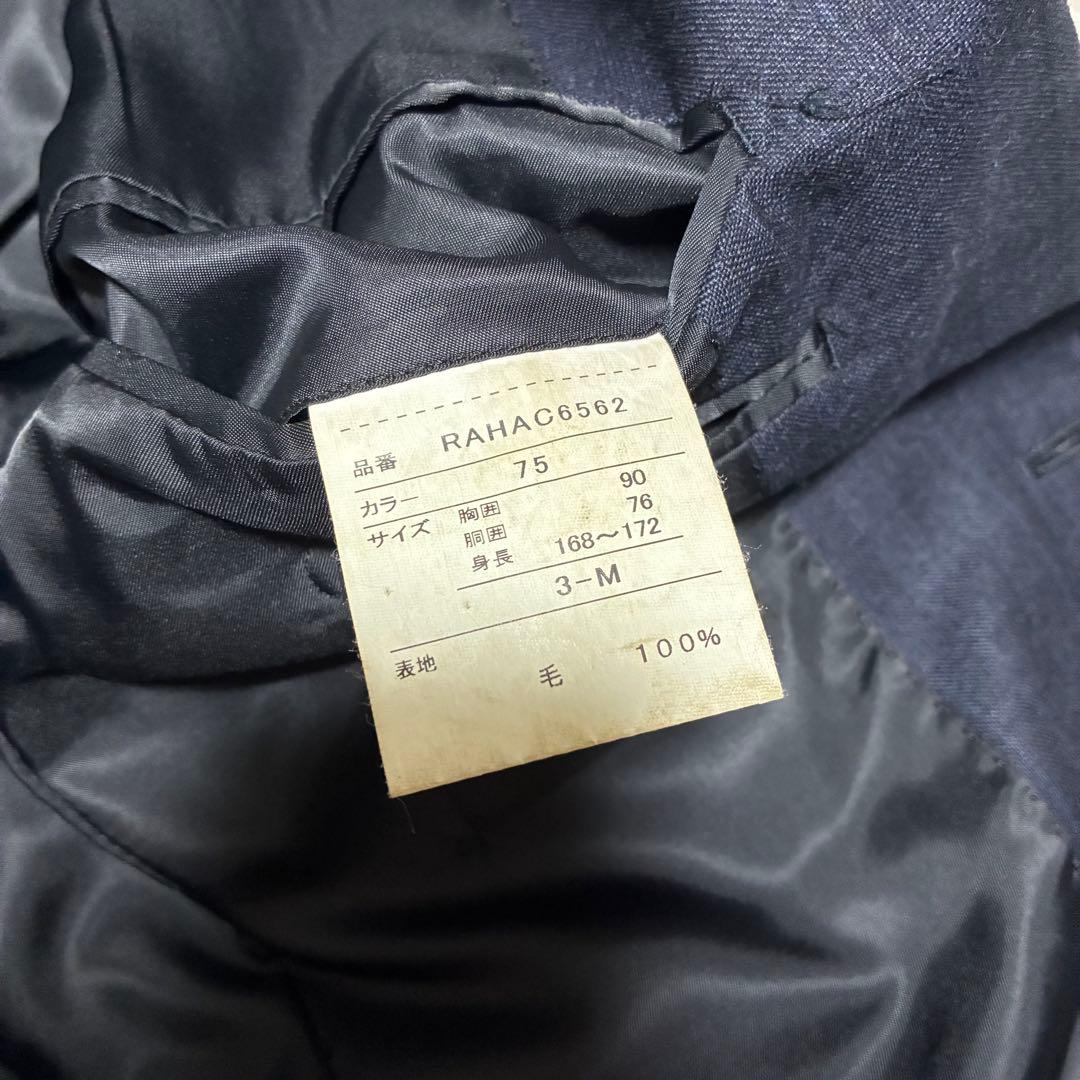 品番 RAHAC6562
カラー 75
サイズ 胸囲 90
胴囲 76
身長 168～172
3-M
表地 毛 100%